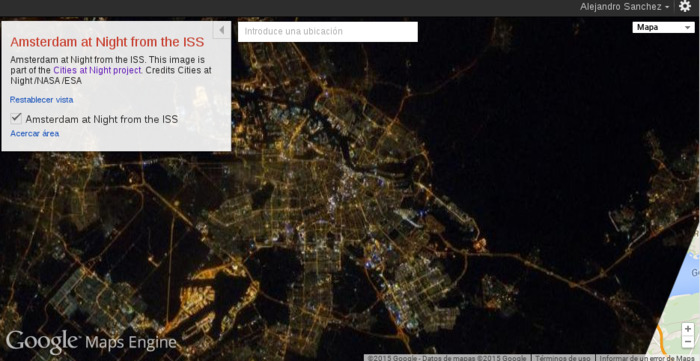 Alejandro Sanchez
Amsterdam at Night from the ISS
Amsterdam at Night from the ISS. This image is
part of the Cities at Night project. Credits Cities at
Night /NASA /ESA
Restablecer vista
Amsterdam at Night from the ISS
Acercar área
Introduce una ubicación
Mapa
Google Maps Engine
©2015 Google - Datos de mapas ©2015 Google
Términos de uso
Informar de un error de Maps